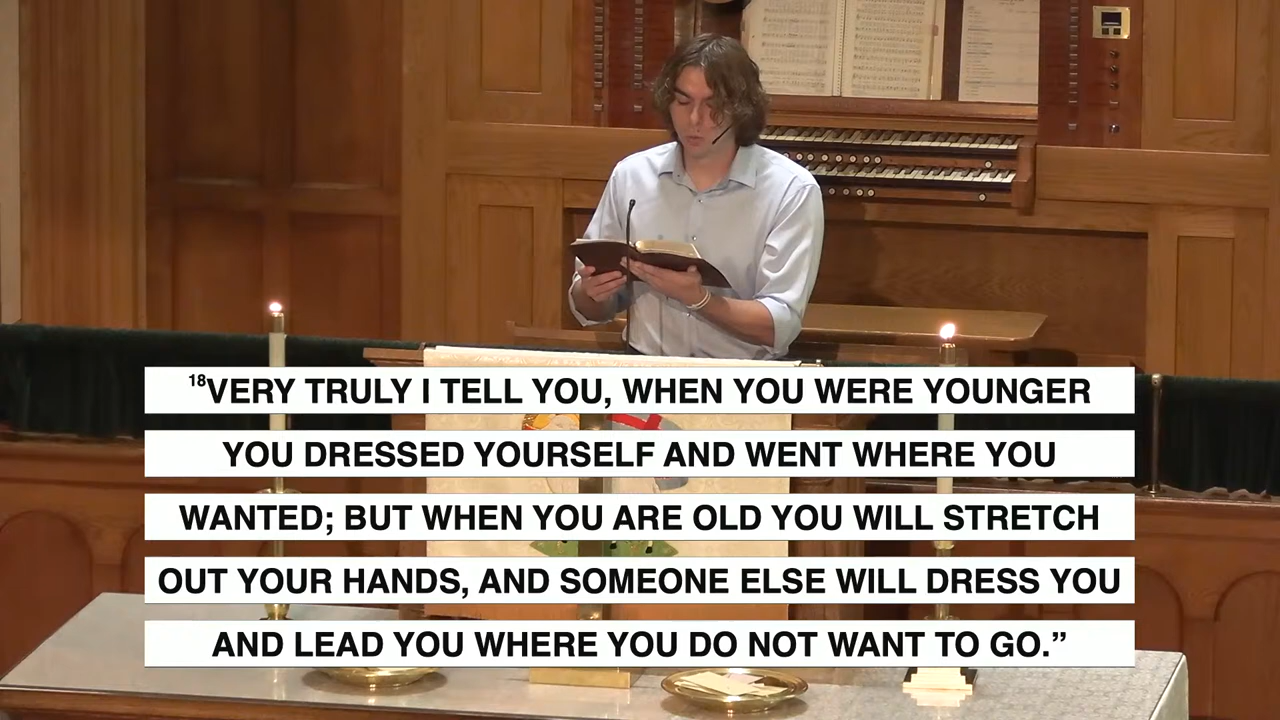 ¹⁸VERY TRULY I TELL YOU, WHEN YOU WERE YOUNGER
YOU DRESSED YOURSELF AND WENT WHERE YOU
WANTED; BUT WHEN YOU ARE OLD YOU WILL STRETCH
OUT YOUR HANDS, AND SOMEONE ELSE WILL DRESS YOU
AND LEAD YOU WHERE YOU DO NOT WANT TO GO.”